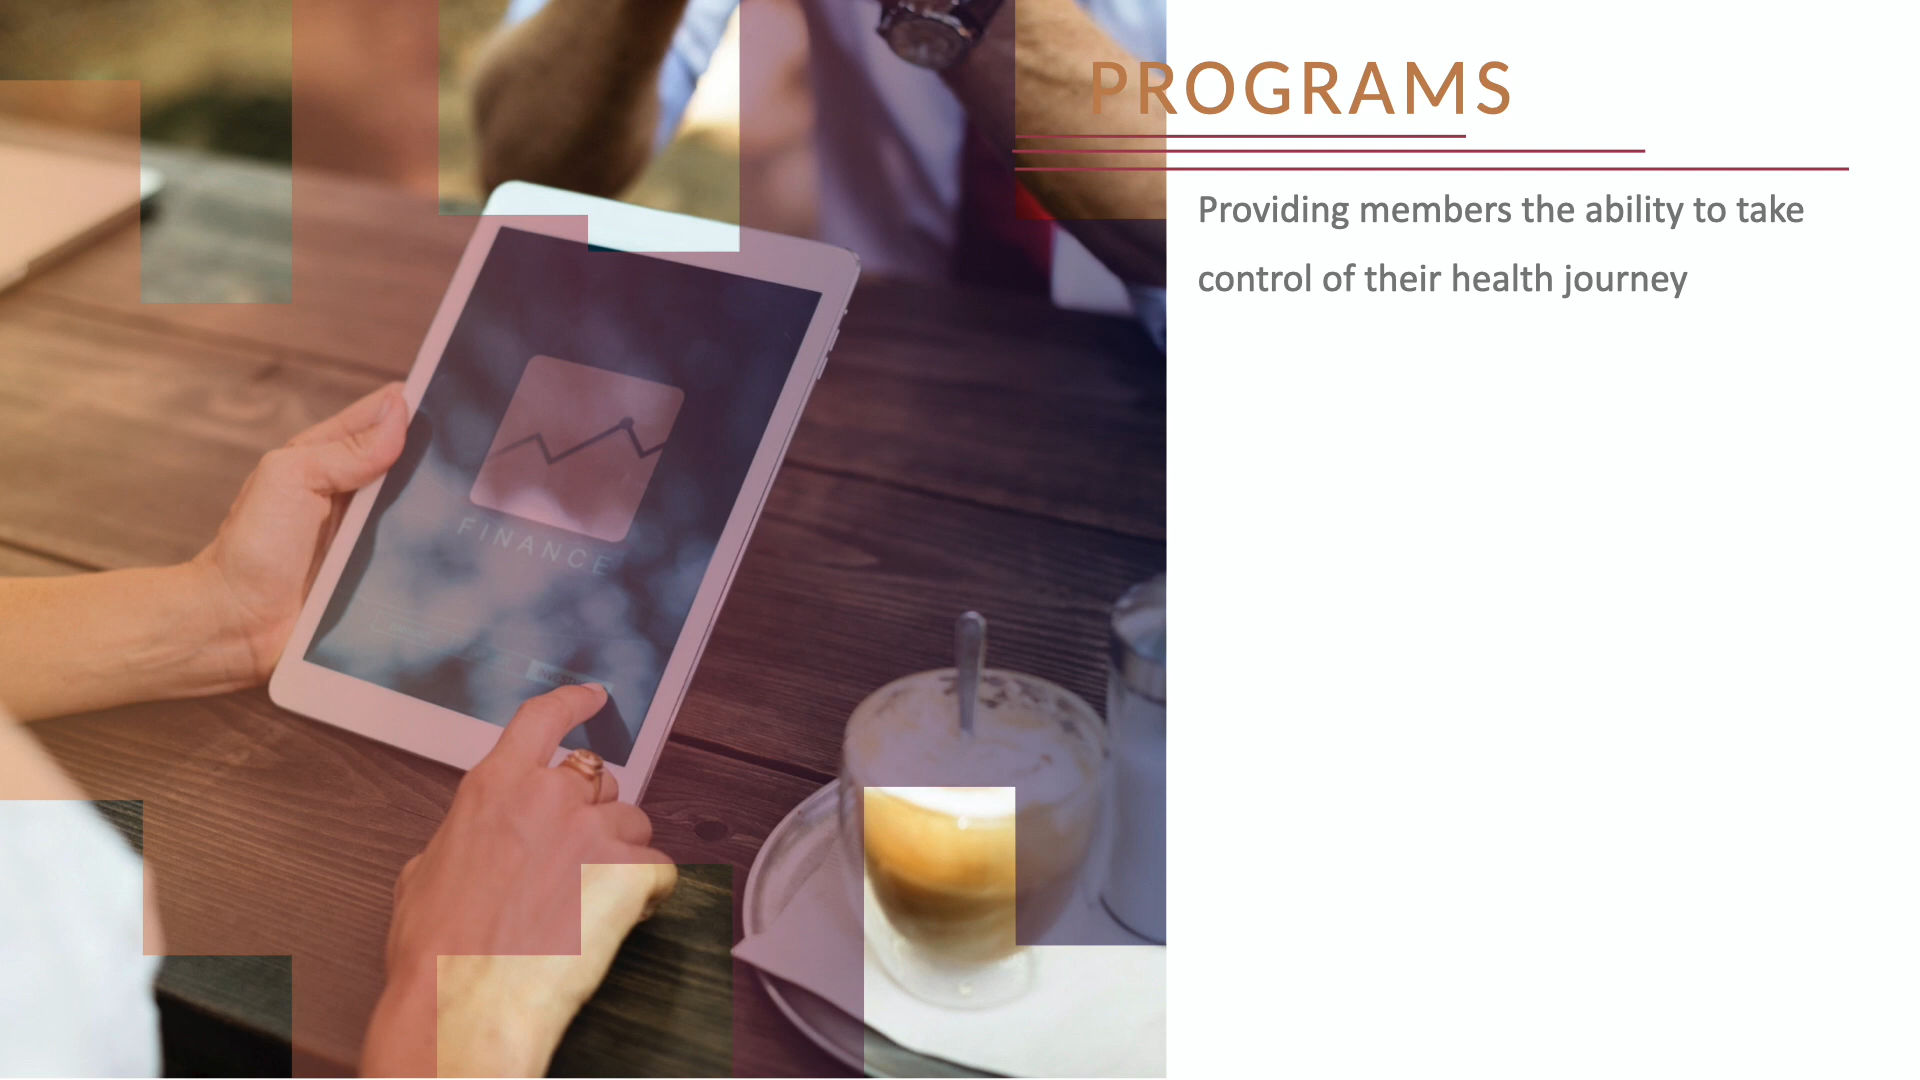 PROGRAMS
Providing members the ability to take
control of their health journey
FINANCE